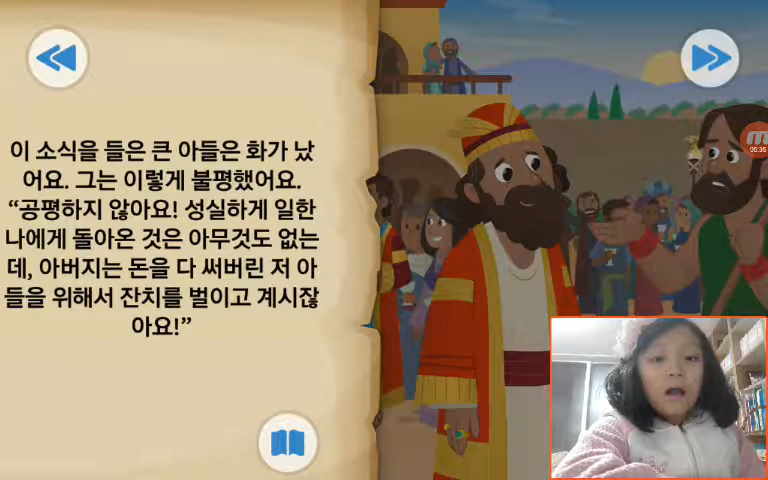 이 소식을 들은 큰 아들은 화가 났
어요. 그는 이렇게 불평했어요.
“공평하지 않아요! 성실하게 일한
나에게 돌아온 것은 아무것도 없는
데, 아버지는 돈을 다 써버린 저 아
들을 위해서 잔치를 벌이고 계시잖
아요!”
05:35